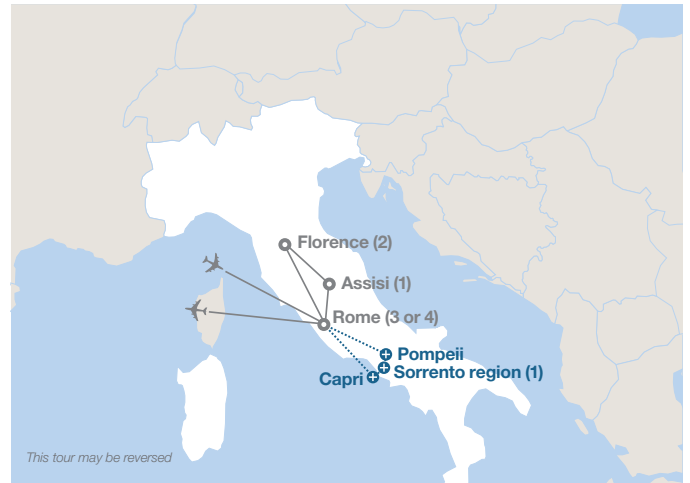 Florence (2)
Assisi (1)
Rome (3 or 4)
Pompeii
Sorrento region (1)
Capri
This tour may be reversed